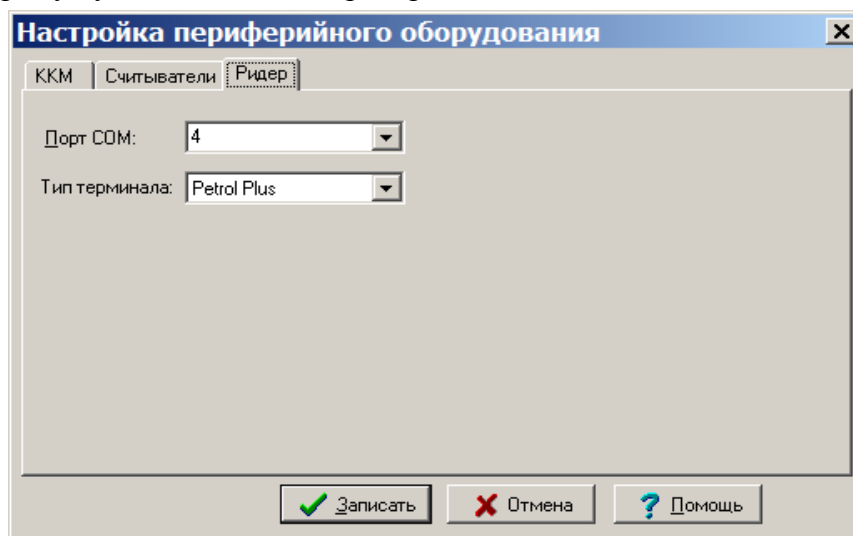 Настройка периферийного оборудования
ККМ Считыватели Ридер
Порт COM: 4
Тип терминала: Petrol Plus
Записать Отмена Помощь